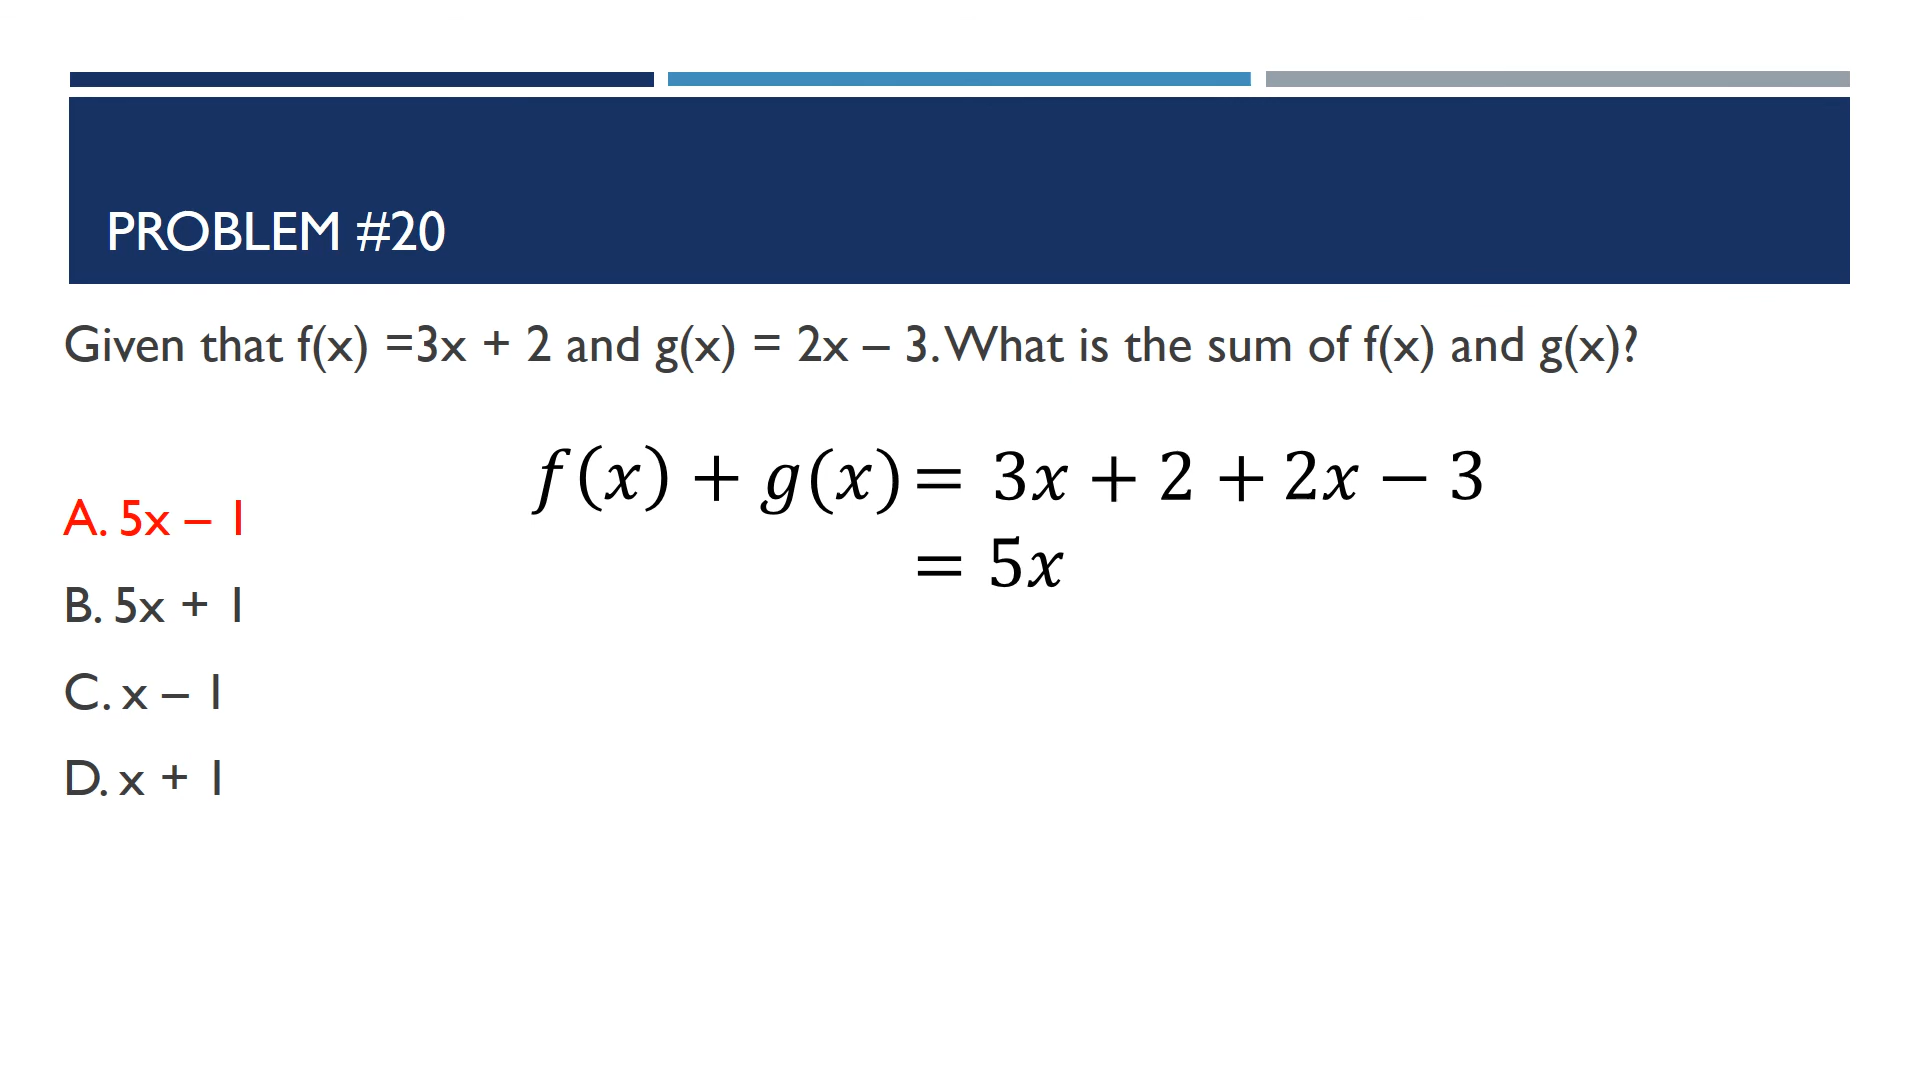 PROBLEM #20
Given that f(x) =3x + 2 and g(x) = 2x – 3. What is the sum of f(x) and g(x)?
f(x) + g(x) = 3x + 2 + 2x − 3
= 5x
A. 5x – 1
B. 5x + 1
C. x – 1
D. x + 1